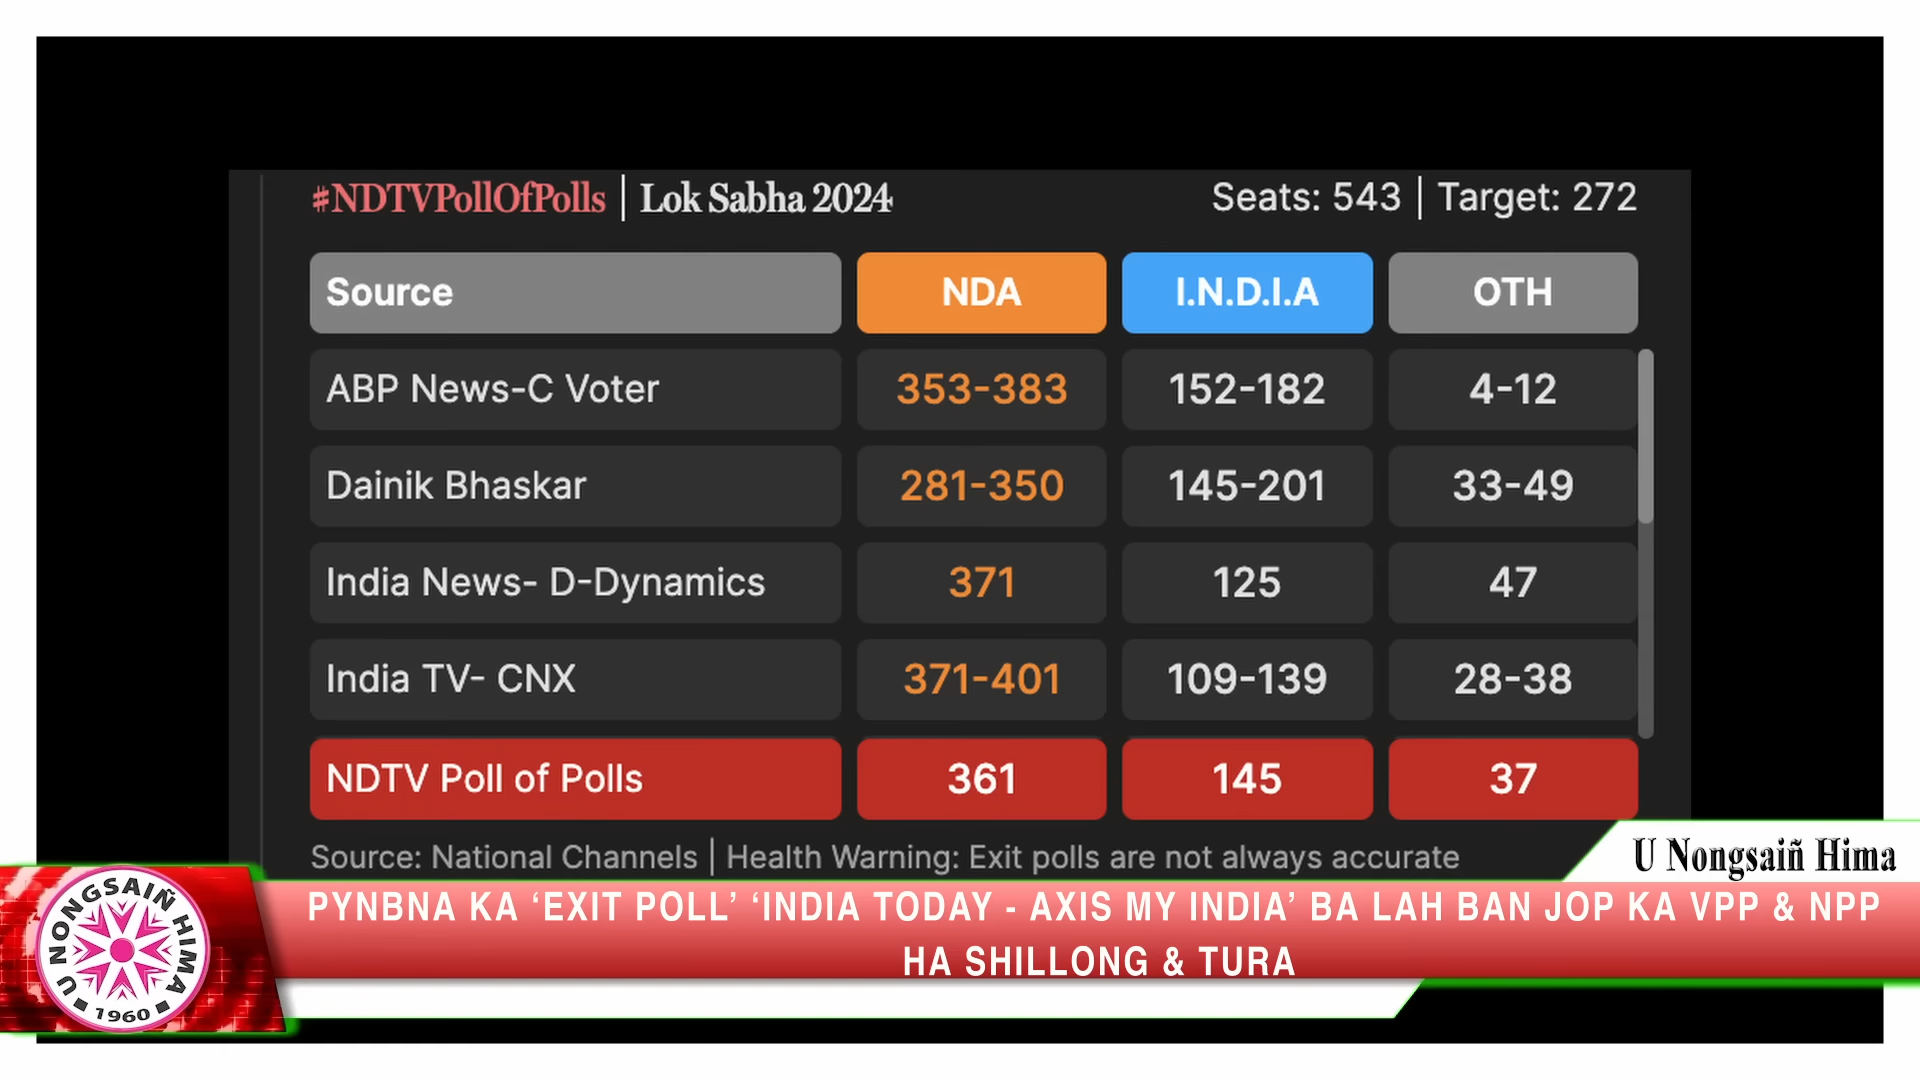 #NDTVPollOfPolls | Lok Sabha 2024
Seats: 543 | Target: 272
Source NDA I.N.D.I.A OTH
ABP News-C Voter 353-383 152-182 4-12
Dainik Bhaskar 281-350 145-201 33-49
India News- D-Dynamics 371 125 47
India TV- CNX 371-401 109-139 28-38
NDTV Poll of Polls 361 145 37
Source: National Channels | Health Warning: Exit polls are not always accurate
U Nongsaiñ Hima
PYNBNA KA ‘EXIT POLL’ ‘INDIA TODAY - AXIS MY INDIA’ BA LAH BAN JOP KA VPP & NPP
HA SHILLONG & TURA
U NONGSAIÑ HIMA
1960